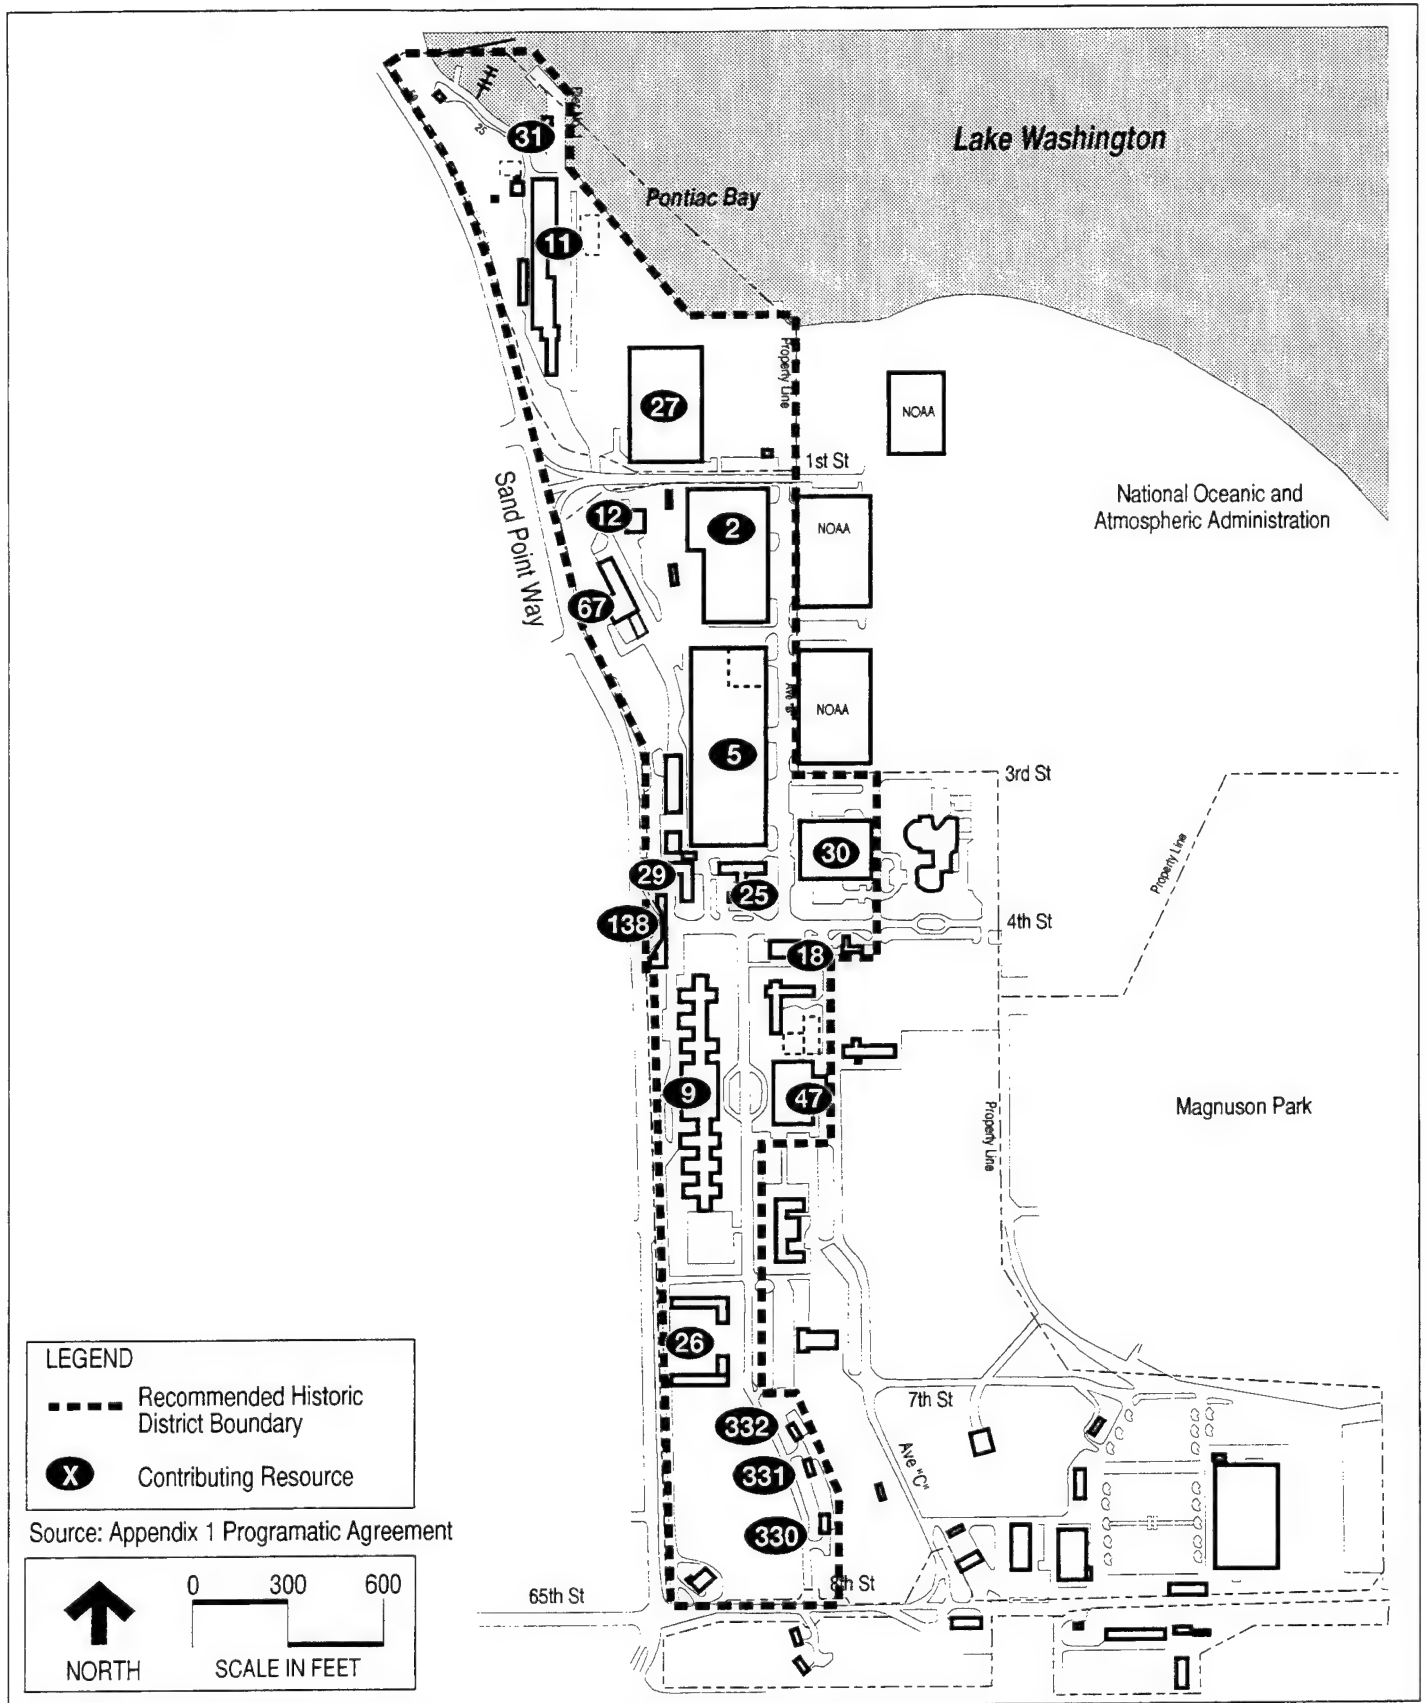 Lake Washington
31
25
Pontiac Bay
11
Property Line
27
NOAA
1st St
Sand Point Way
12
2
NOAA
National Oceanic and
Atmospheric Administration
67
5
NOAA
3rd St
30
Property Line
29
25
138
4th St
18
9
47
Property Line
Magnuson Park
26
332
7th St
331
Ave "C"
330
8th St
65th St
LEGEND
Recommended Historic
District Boundary
X
Contributing Resource
Source: Appendix 1 Programatic Agreement
0 300 600
NORTH
SCALE IN FEET